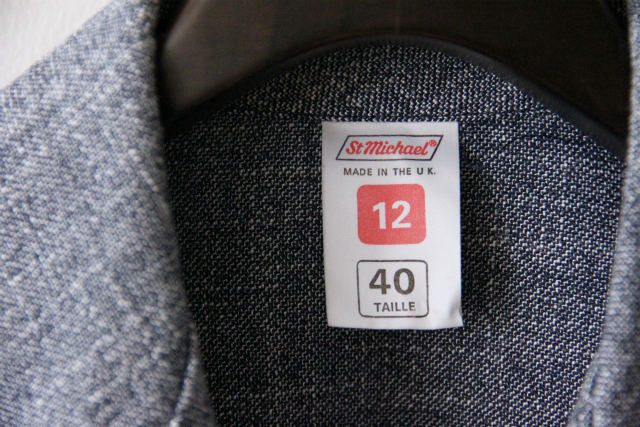 St Michael®
MADE IN THE U K.
12
40
TAILLE